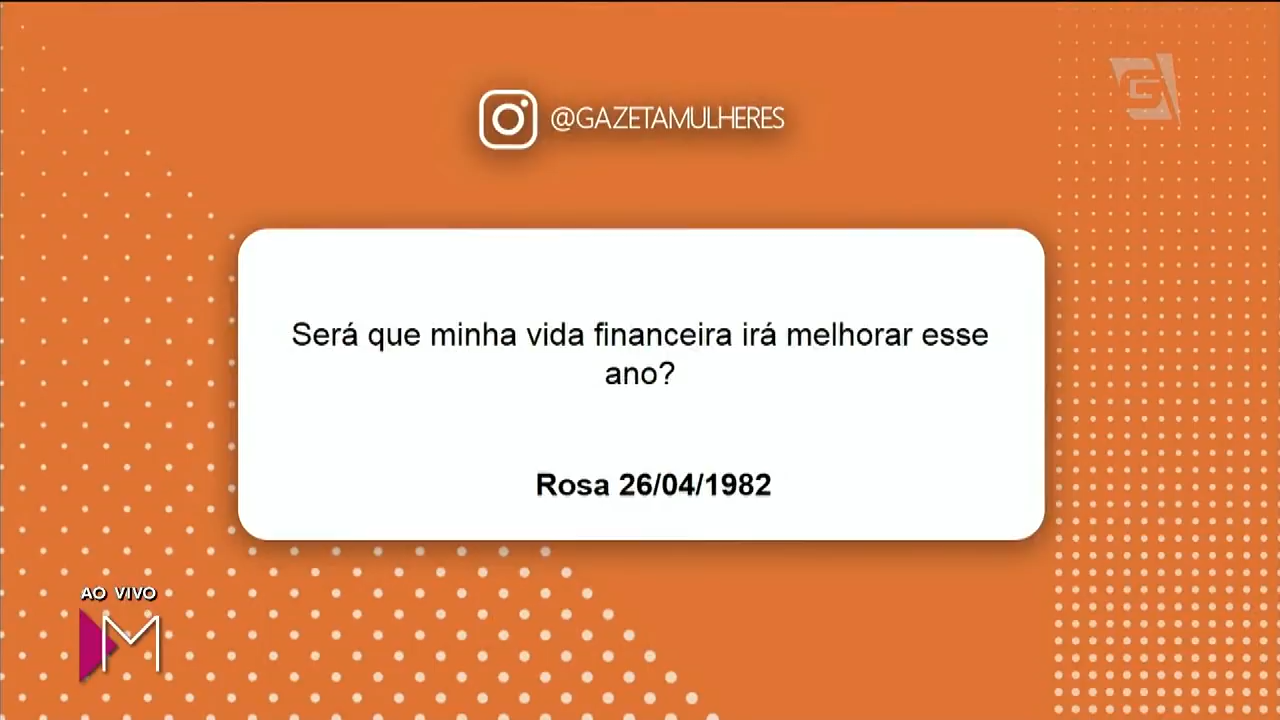 @GAZETAMULHERES
G
Será que minha vida financeira irá melhorar esse
ano?
Rosa 26/04/1982
AO VIVO
M